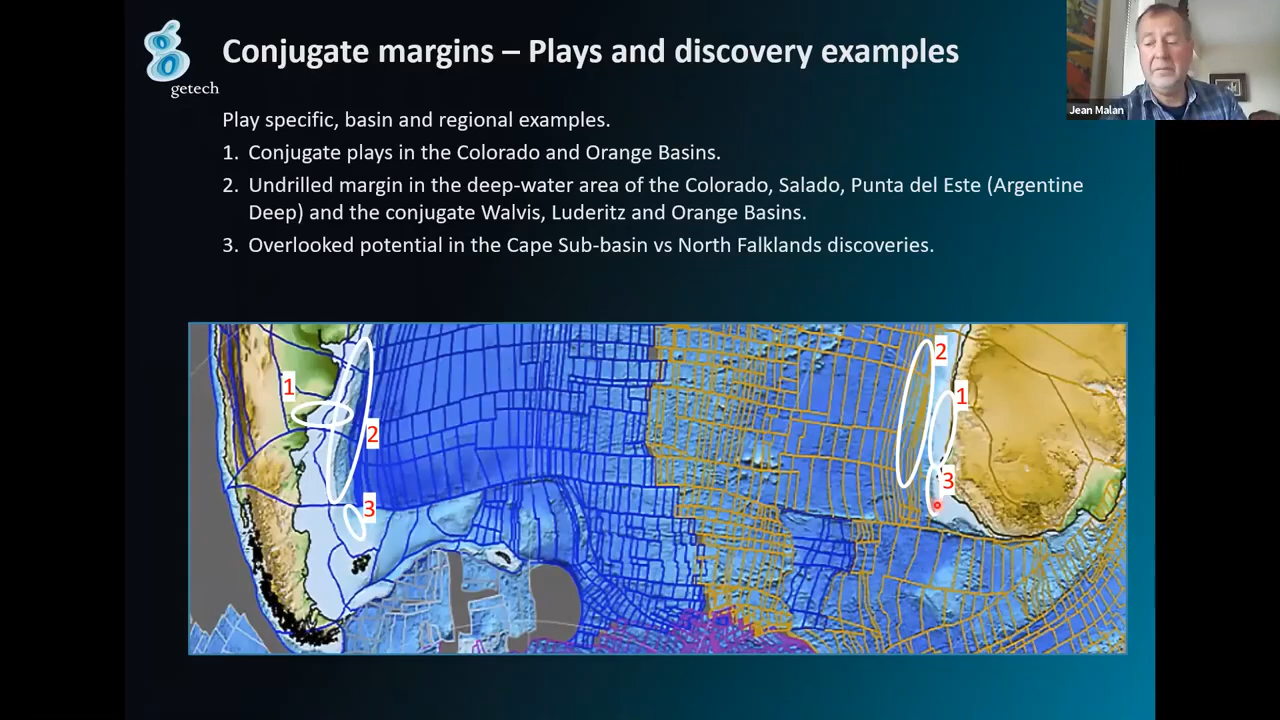 Conjugate margins – Plays and discovery examples
getech
Jean Malan
Play specific, basin and regional examples.
1. Conjugate plays in the Colorado and Orange Basins.
2. Undrilled margin in the deep-water area of the Colorado, Salado, Punta del Este (Argentine
Deep) and the conjugate Walvis, Luderitz and Orange Basins.
3. Overlooked potential in the Cape Sub-basin vs North Falklands discoveries.
1
2
3
2
1
3